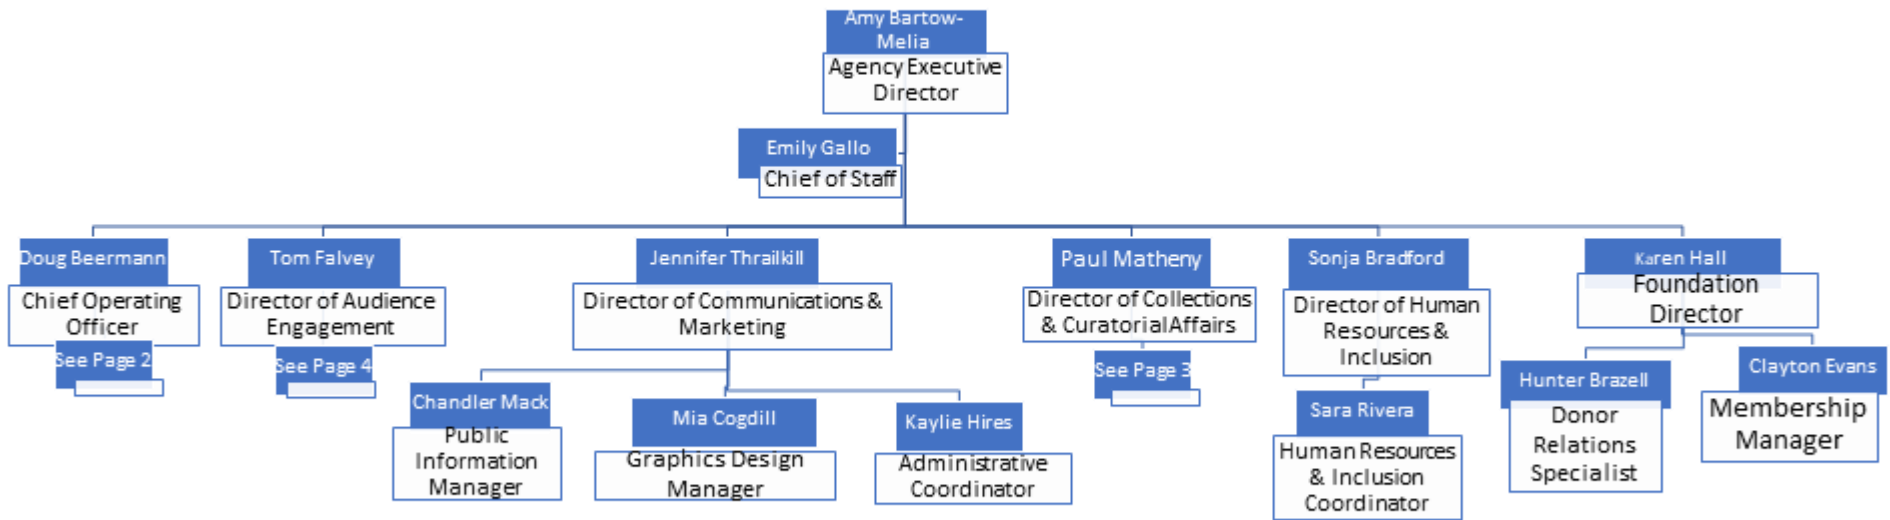 Amy Bartow-
Melia
Agency Executive
Director
Emily Gallo
Chief of Staff
Doug Beermann
Chief Operating
Officer
See Page 2
Tom Falvey
Director of Audience
Engagement
See Page 4
Jennifer Thrailkill
Director of Communications &
Marketing
Chandler Mack
Public
Information
Manager
Mia Cogdill
Graphics Design
Manager
Kaylie Hires
Administrative
Coordinator
Paul Matheny
Director of Collections
& Curatorial Affairs
See Page 3
Sonja Bradford
Director of Human
Resources &
Inclusion
Sara Rivera
Human Resources
& Inclusion
Coordinator
Karen Hall
Foundation
Director
Hunter Brazell
Donor
Relations
Specialist
Clayton Evans
Membership
Manager